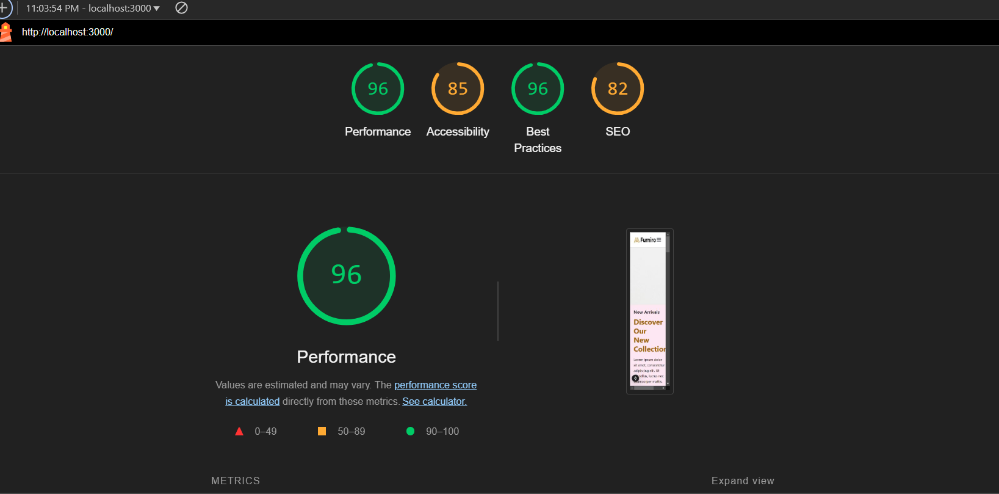 11:03:54 PM - localhost:3000
http://localhost:3000/
96
85
96
82
Performance
Accessibility
Best
Practices
SEO
96
Performance
Values are estimated and may vary. The performance score
is calculated directly from these metrics. See calculator.
0–49
50–89
90–100
Furniro
New Arrivals
Discover
Our
New
Collection
Lorem ipsum dolor
sit amet, consectetur
adipiscing elit. Ut
tellus, luctus nec
mattis.
METRICS
Expand view